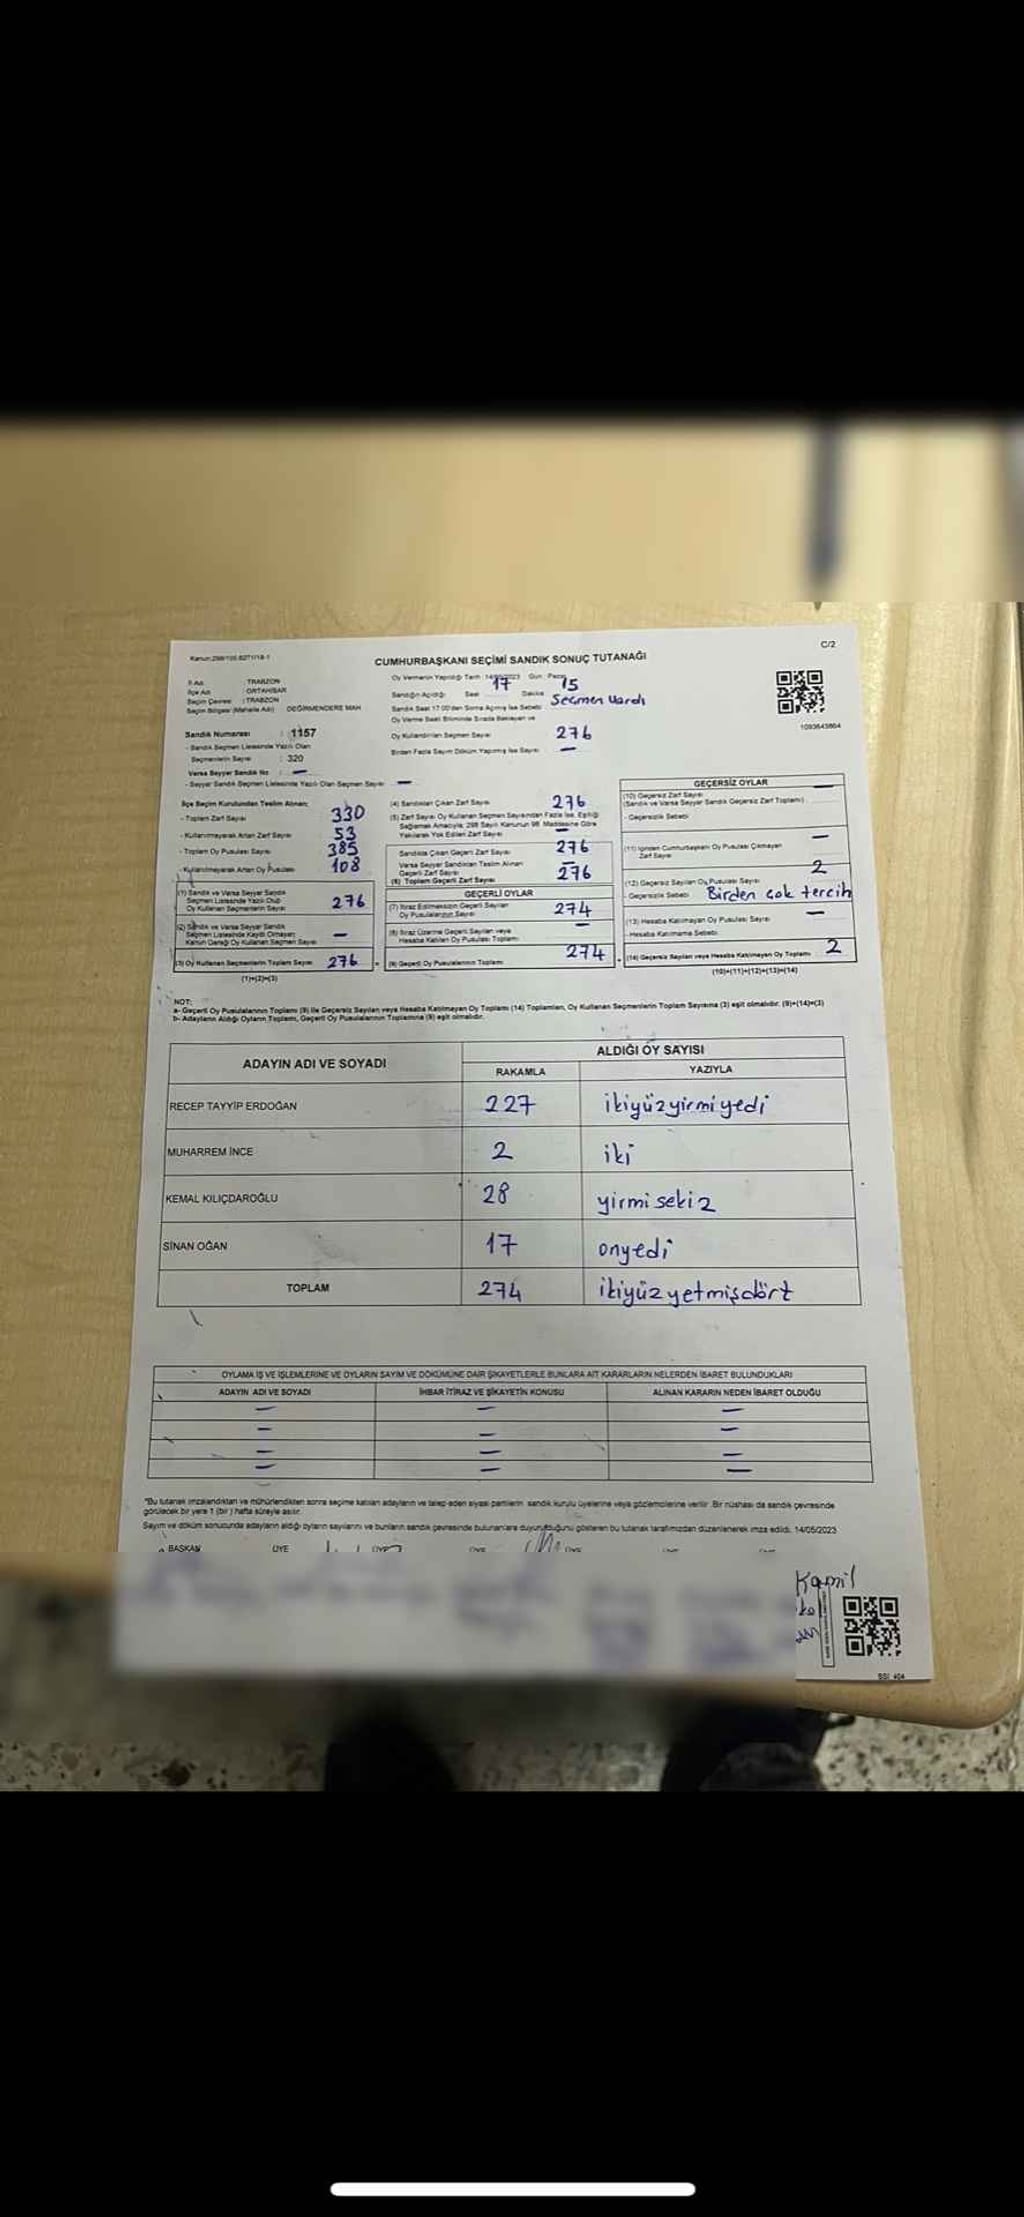 C/2
Kanun:298/105.6271/18-1
CUMHURBAŞKANI SEÇİMİ SANDIK SONUÇ TUTANAĞI
İl Adı : TRABZON
İlçe Adı : ORTAHİSAR
Seçim Çevresi : TRABZON
Seçim Bölgesi (Mahalle Adı) DEĞİRMENDERE MAH
Sandık Numarası : 1157
- Sandık Seçmen Listesinde Yazılı Olan
Seçmenlerin Sayısı : 320
Varsa Seyyar Sandık No : —
- Seyyar Sandık Seçmen Listesinde Yazılı Olan Seçmen Sayısı —
Oy Vermenin Yapıldığı Tarih : 14/05/2023 Gün : Pazar
Sandığın Açıldığı Saat 17 Dakika 15
Sandık Saat 17.00'den Sonra Açılmış İse Sebebi Seçmen vardı
Oy Verme Saati Bitiminde Sırada Bekleyen ve
Oy Kullandırılan Seçmen Sayısı 276
Birden Fazla Sayım Döküm Yapılmış İse Sayısı —
1093643864
İlçe Seçim Kurulundan Teslim Alınan;
- Toplam Zarf Sayısı 330
- Kullanılmayarak Artan Zarf Sayısı 53
- Toplam Oy Pusulası Sayısı 385
- Kullanılmayarak Artan Oy Pusulası 108
(1) Sandık ve Varsa Seyyar Sandık
Seçmen Listesinde Yazılı Olup
Oy Kullanan Seçmenlerin Sayısı 276
(2) Sandık ve Varsa Seyyar Sandık
Seçmen Listesinde Kayıtlı Olmayan
Kanun Gereği Oy Kullanan Seçmen Sayısı —
(3) Oy Kullanan Seçmenlerin Toplam Sayısı 276
(1)+(2)=(3)
(4) Sandıktan Çıkan Zarf Sayısı 276
(5) Zarf Sayısı Oy Kullanan Seçmen Sayısından Fazla İse, Eşitliği
Sağlamak Amacıyla, 298 Sayılı Kanunun 98. Maddesine Göre
Yakılarak Yok Edilen Zarf Sayısı —
Sandıkta Çıkan Geçerli Zarf Sayısı 276
Varsa Seyyar Sandıktan Teslim Alınan
Geçerli Zarf Sayısı —
(6) Toplam Geçerli Zarf Sayısı 276
GEÇERLİ OYLAR
(7) İtiraz Edilmeksizin Geçerli Sayılan
Oy Pusulalarının Sayısı 274
(8) İtiraz Üzerine Geçerli Sayılan veya
Hesaba Katılan Oy Pusulası Toplamı —
(9) Geçerli Oy Pusulalarının Toplamı 274
GEÇERSİZ OYLAR
(10) Geçersiz Zarf Sayısı —
(Sandık ve Varsa Seyyar Sandık Geçersiz Zarf Toplamı)
- Geçersizlik Sebebi
(11) İçinden Cumhurbaşkanı Oy Pusulası Çıkmayan
Zarf Sayısı —
(12) Geçersiz Sayılan Oy Pusulası Sayısı 2
- Geçersizlik Sebebi Birden çok tercih
(13) Hesaba Katılmayan Oy Pusulası Sayısı —
- Hesaba Katılmama Sebebi
(14) Geçersiz Sayılan veya Hesaba Katılmayan Oy Toplamı 2
(10)+(11)+(12)+(13)=(14)
NOT:
a- Geçerli Oy Pusulalarının Toplamı (9) ile Geçersiz Sayılan veya Hesaba Katılmayan Oy Toplamı (14) Toplamları, Oy Kullanan Seçmenlerin Toplam Sayısına (3) eşit olmalıdır. (9)+(14)=(3)
b- Adayların Aldığı Oyların Toplamı, Geçerli Oy Pusulalarının Toplamına (9) eşit olmalıdır.
ADAYIN ADI VE SOYADI ALDIĞI OY SAYISI
RAKAMLA YAZIYLA
RECEP TAYYİP ERDOĞAN 227 ikiyüzyirmiyedi
MUHARREM İNCE 2 iki
KEMAL KILIÇDAROĞLU 28 yirmisekiz
SİNAN OĞAN 17 onyedi
TOPLAM 274 ikiyüzyetmişdört
OYLAMA İŞ VE İŞLEMLERİNE VE OYLARIN SAYIM VE DÖKÜMÜNE DAİR ŞİKAYETLERLE BUNLARA AİT KARARLARIN NELERDEN İBARET BULUNDUKLARI
ADAYIN ADI VE SOYADI İHBAR İTİRAZ VE ŞİKAYETİN KONUSU ALINAN KARARIN NEDEN İBARET OLDUĞU
— — —
— — —
— — —
— — —
"Bu tutanak imzalandıktan ve mühürlendikten sonra seçime katılan adayların ve talep eden siyasi partilerin sandık kurulu üyelerine veya gözlemcilerine verilir. Bir nüshası da sandık çevresinde
görülecek bir yere 1 (bir) hafta süreyle asılır.
Sayım ve döküm sonucunda adayların aldığı oyların sayılarını ve bunların sandık çevresinde bulunanlara duyurulduğunu gösteren bu tutanak tarafımızdan düzenlenerek imza edildi. 14/05/2023
BAŞKAN ÜYE ÜYE ÜYE ÜYE
Kamil
SSİ 404